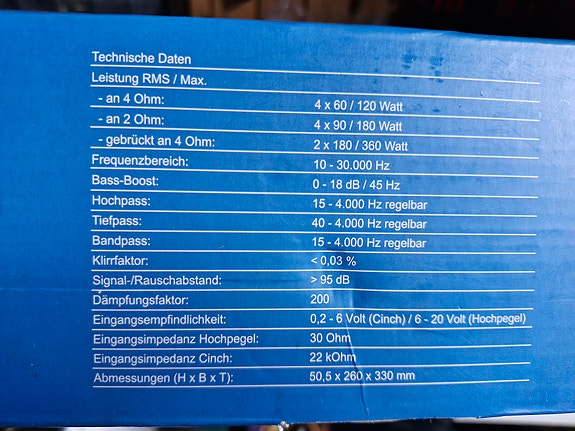 Technische Daten
Leistung RMS / Max.
- an 4 Ohm: 4 x 60 / 120 Watt
- an 2 Ohm: 4 x 90 / 180 Watt
- gebrückt an 4 Ohm: 2 x 180 / 360 Watt
Frequenzbereich: 10 - 30.000 Hz
Bass-Boost: 0 - 18 dB / 45 Hz
Hochpass: 15 - 4.000 Hz regelbar
Tiefpass: 40 - 4.000 Hz regelbar
Bandpass: 15 - 4.000 Hz regelbar
Klirrfaktor: < 0,03 %
Signal-/Rauschabstand: > 95 dB
Dämpfungsfaktor: 200
Eingangsempfindlichkeit: 0,2 - 6 Volt (Cinch) / 6 - 20 Volt (Hochpegel)
Eingangsimpedanz Hochpegel: 30 Ohm
Eingangsimpedanz Cinch: 22 kOhm
Abmessungen (H x B x T): 50,5 x 260 x 330 mm